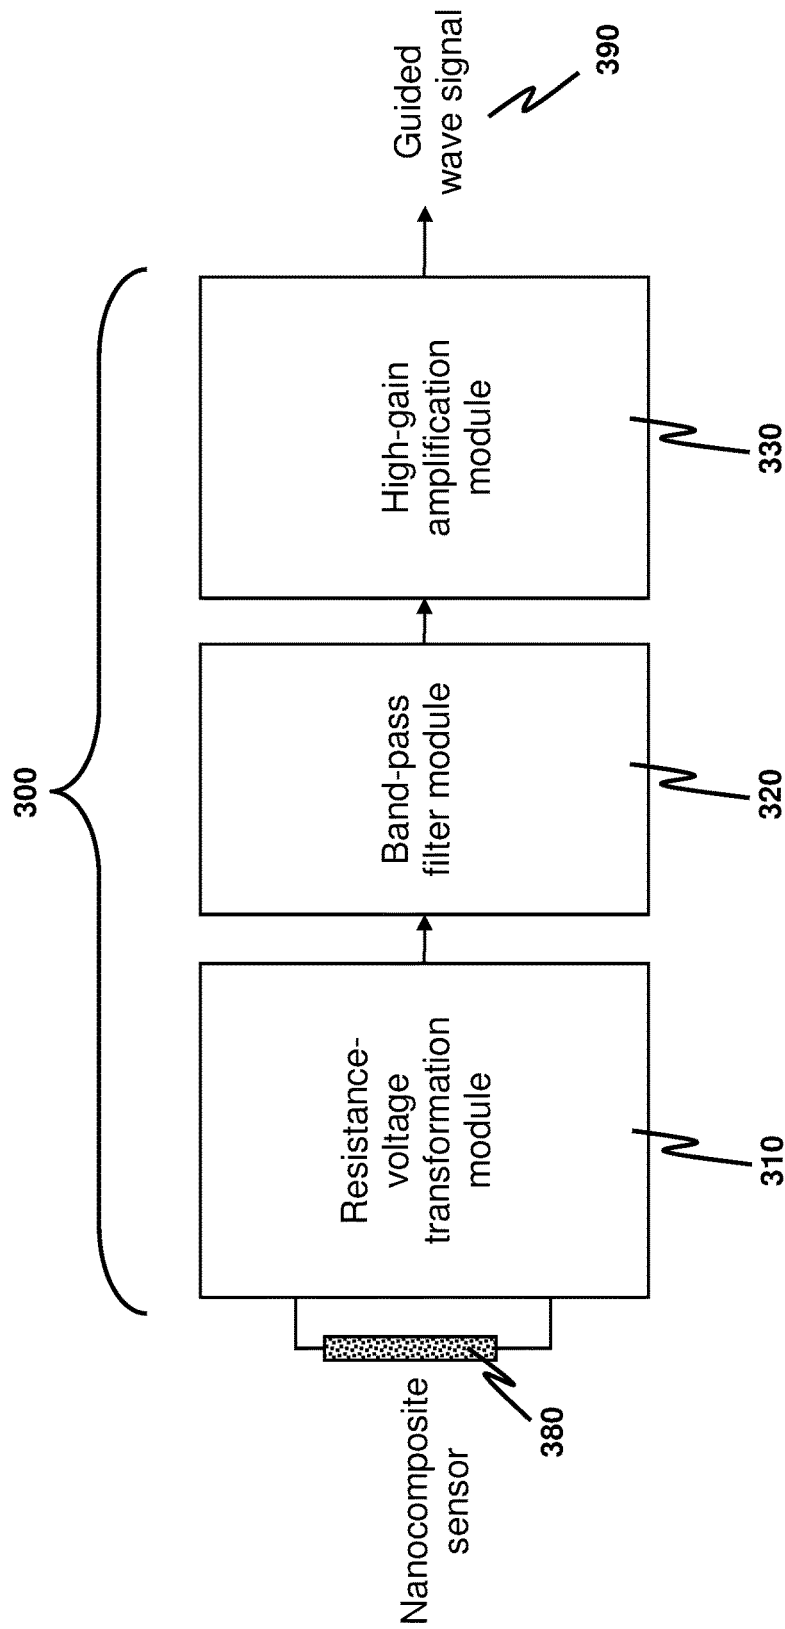 300
Nanocomposite
sensor
380
Resistance-
voltage
transformation
module
310
Band-pass
filter module
320
High-gain
amplification
module
330
Guided
wave signal
390